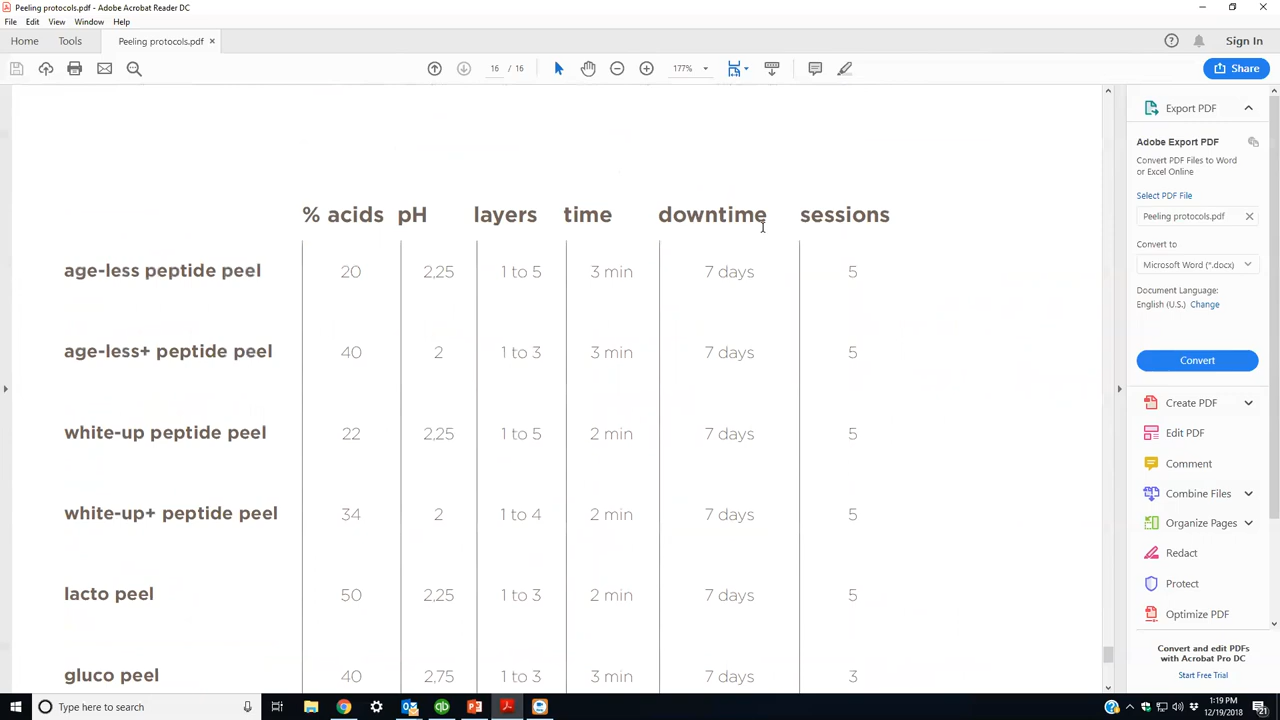 Peeling protocols.pdf - Adobe Acrobat Reader DC
File Edit View Window Help
Home Tools Peeling protocols.pdf × Sign In
16 / 16 177% Share
% acids pH layers time downtime sessions
age-less peptide peel 20 2,25 1 to 5 3 min 7 days 5
age-less+ peptide peel 40 2 1 to 3 3 min 7 days 5
white-up peptide peel 22 2,25 1 to 5 2 min 7 days 5
white-up+ peptide peel 34 2 1 to 4 2 min 7 days 5
lacto peel 50 2,25 1 to 3 2 min 7 days 5
gluco peel 40 2,75 1 to 3 3 min 7 days 3
Export PDF
Adobe Export PDF
Convert PDF Files to Word
or Excel Online
Select PDF File
Peeling protocols.pdf ×
Convert to
Microsoft Word (*.docx)
Document Language:
English (U.S.) Change
Convert
Create PDF
Edit PDF
Comment
Combine Files
Organize Pages
Redact
Protect
Optimize PDF
Convert and edit PDFs
with Acrobat Pro DC
Start Free Trial
Type here to search
1:19 PM
12/19/2018
21